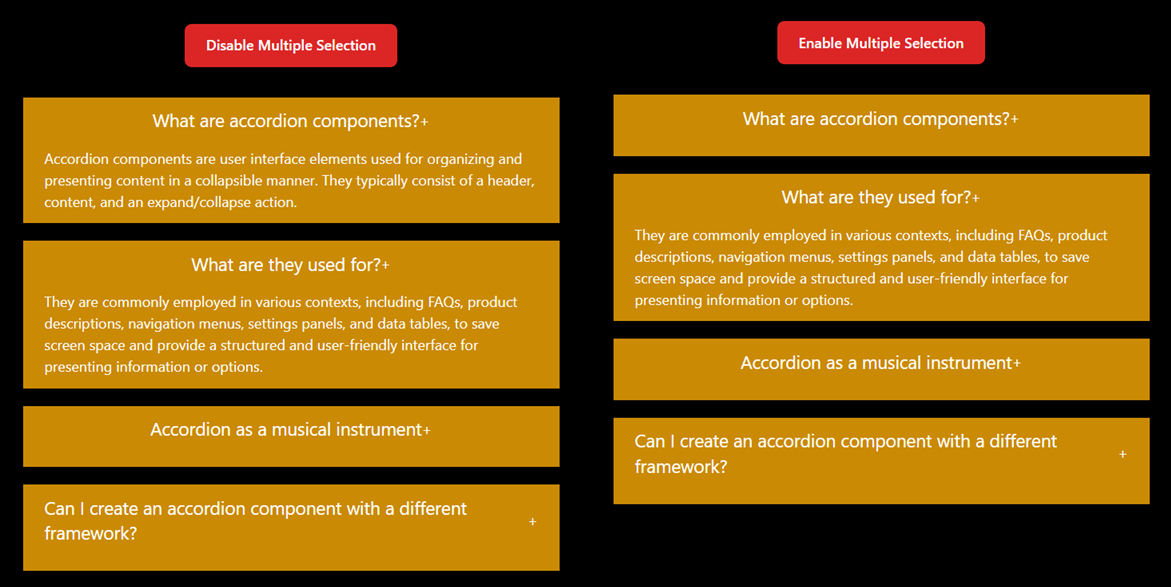 Disable Multiple Selection
What are accordion components?+
Accordion components are user interface elements used for organizing and
presenting content in a collapsible manner. They typically consist of a header,
content, and an expand/collapse action.
What are they used for?+
They are commonly employed in various contexts, including FAQs, product
descriptions, navigation menus, settings panels, and data tables, to save
screen space and provide a structured and user-friendly interface for
presenting information or options.
Accordion as a musical instrument+
Can I create an accordion component with a different
framework?
+
Enable Multiple Selection
What are accordion components?+
What are they used for?+
They are commonly employed in various contexts, including FAQs, product
descriptions, navigation menus, settings panels, and data tables, to save
screen space and provide a structured and user-friendly interface for
presenting information or options.
Accordion as a musical instrument+
Can I create an accordion component with a different
framework?
+